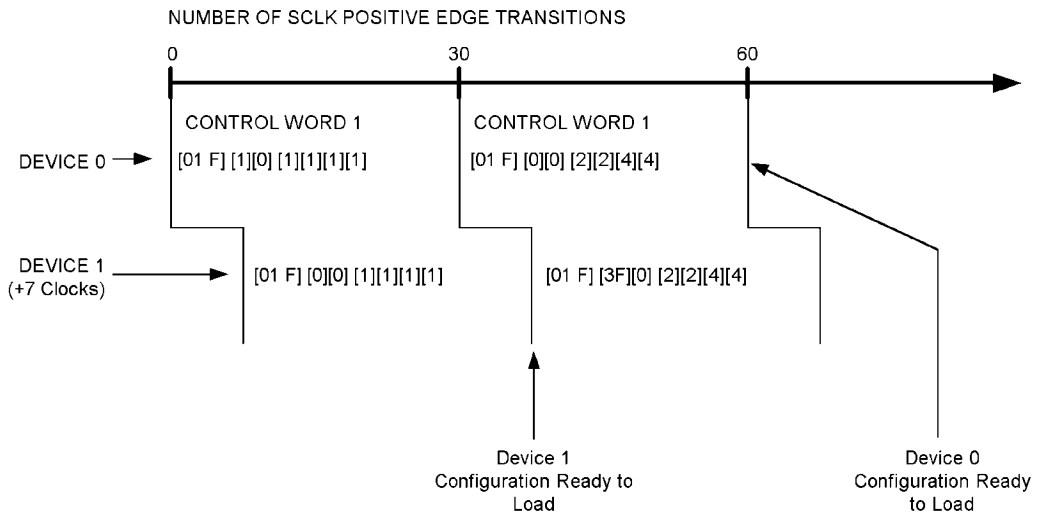 NUMBER OF SCLK POSITIVE EDGE TRANSITIONS
0 30 60
CONTROL WORD 1 CONTROL WORD 1
DEVICE 0 [01 F] [1][0] [1][1][1][1] [01 F] [0][0] [2][2][4][4]
DEVICE 1
(+7 Clocks)
[01 F] [0][0] [1][1][1][1] [01 F] [3F][0] [2][2][4][4]
Device 1
Configuration Ready to
Load
Device 0
Configuration Ready
to Load